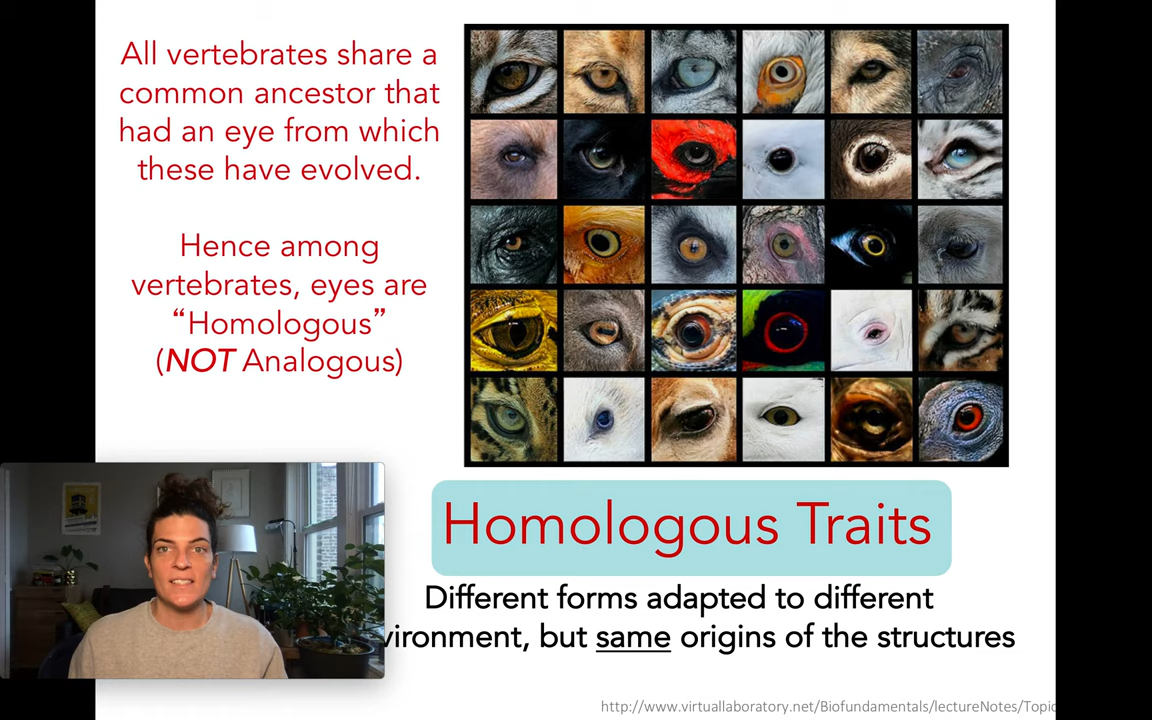 All vertebrates share a
common ancestor that
had an eye from which
these have evolved.
Hence among
vertebrates, eyes are
“Homologous”
(NOT Analogous)
Homologous Traits
Different forms adapted to different
vironment, but same origins of the structures
http://www.virtuallaboratory.net/Biofundamentals/lectureNotes/Topic